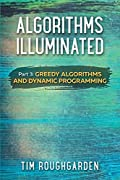 ALGORITHMS
ILLUMINATED
Part 3: GREEDY ALGORITHMS
AND DYNAMIC PROGRAMMING
TIM ROUGHGARDEN